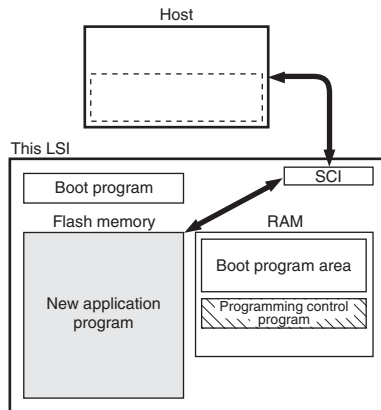 Host
This LSI
SCI
Boot program
Flash memory
RAM
Boot program area
New application
program
Programming control
program